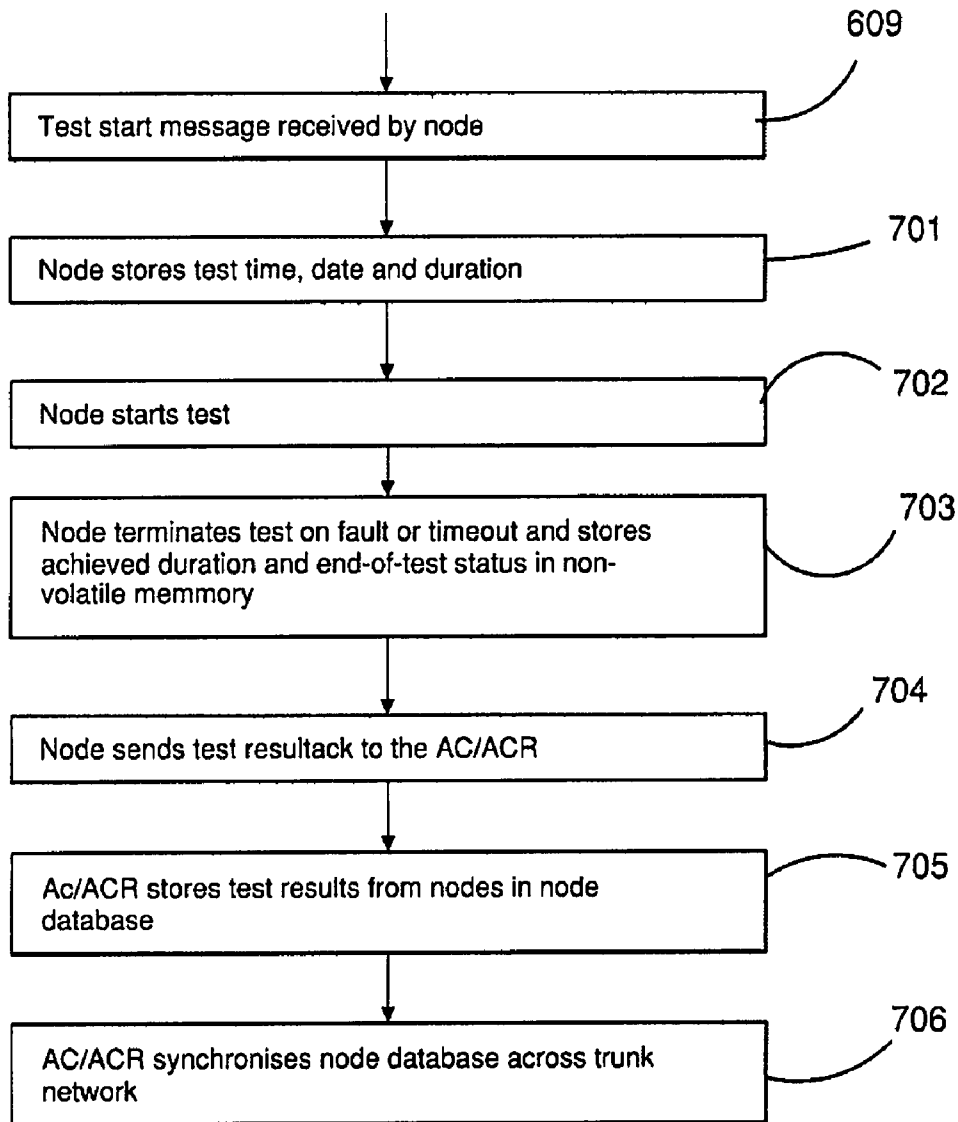 609
Test start message received by node
701
Node stores test time, date and duration
702
Node starts test
703
Node terminates test on fault or timeout and stores
achieved duration and end-of-test status in non-
volatile memmory
704
Node sends test resultack to the AC/ACR
705
Ac/ACR stores test results from nodes in node
database
706
AC/ACR synchronises node database across trunk
network